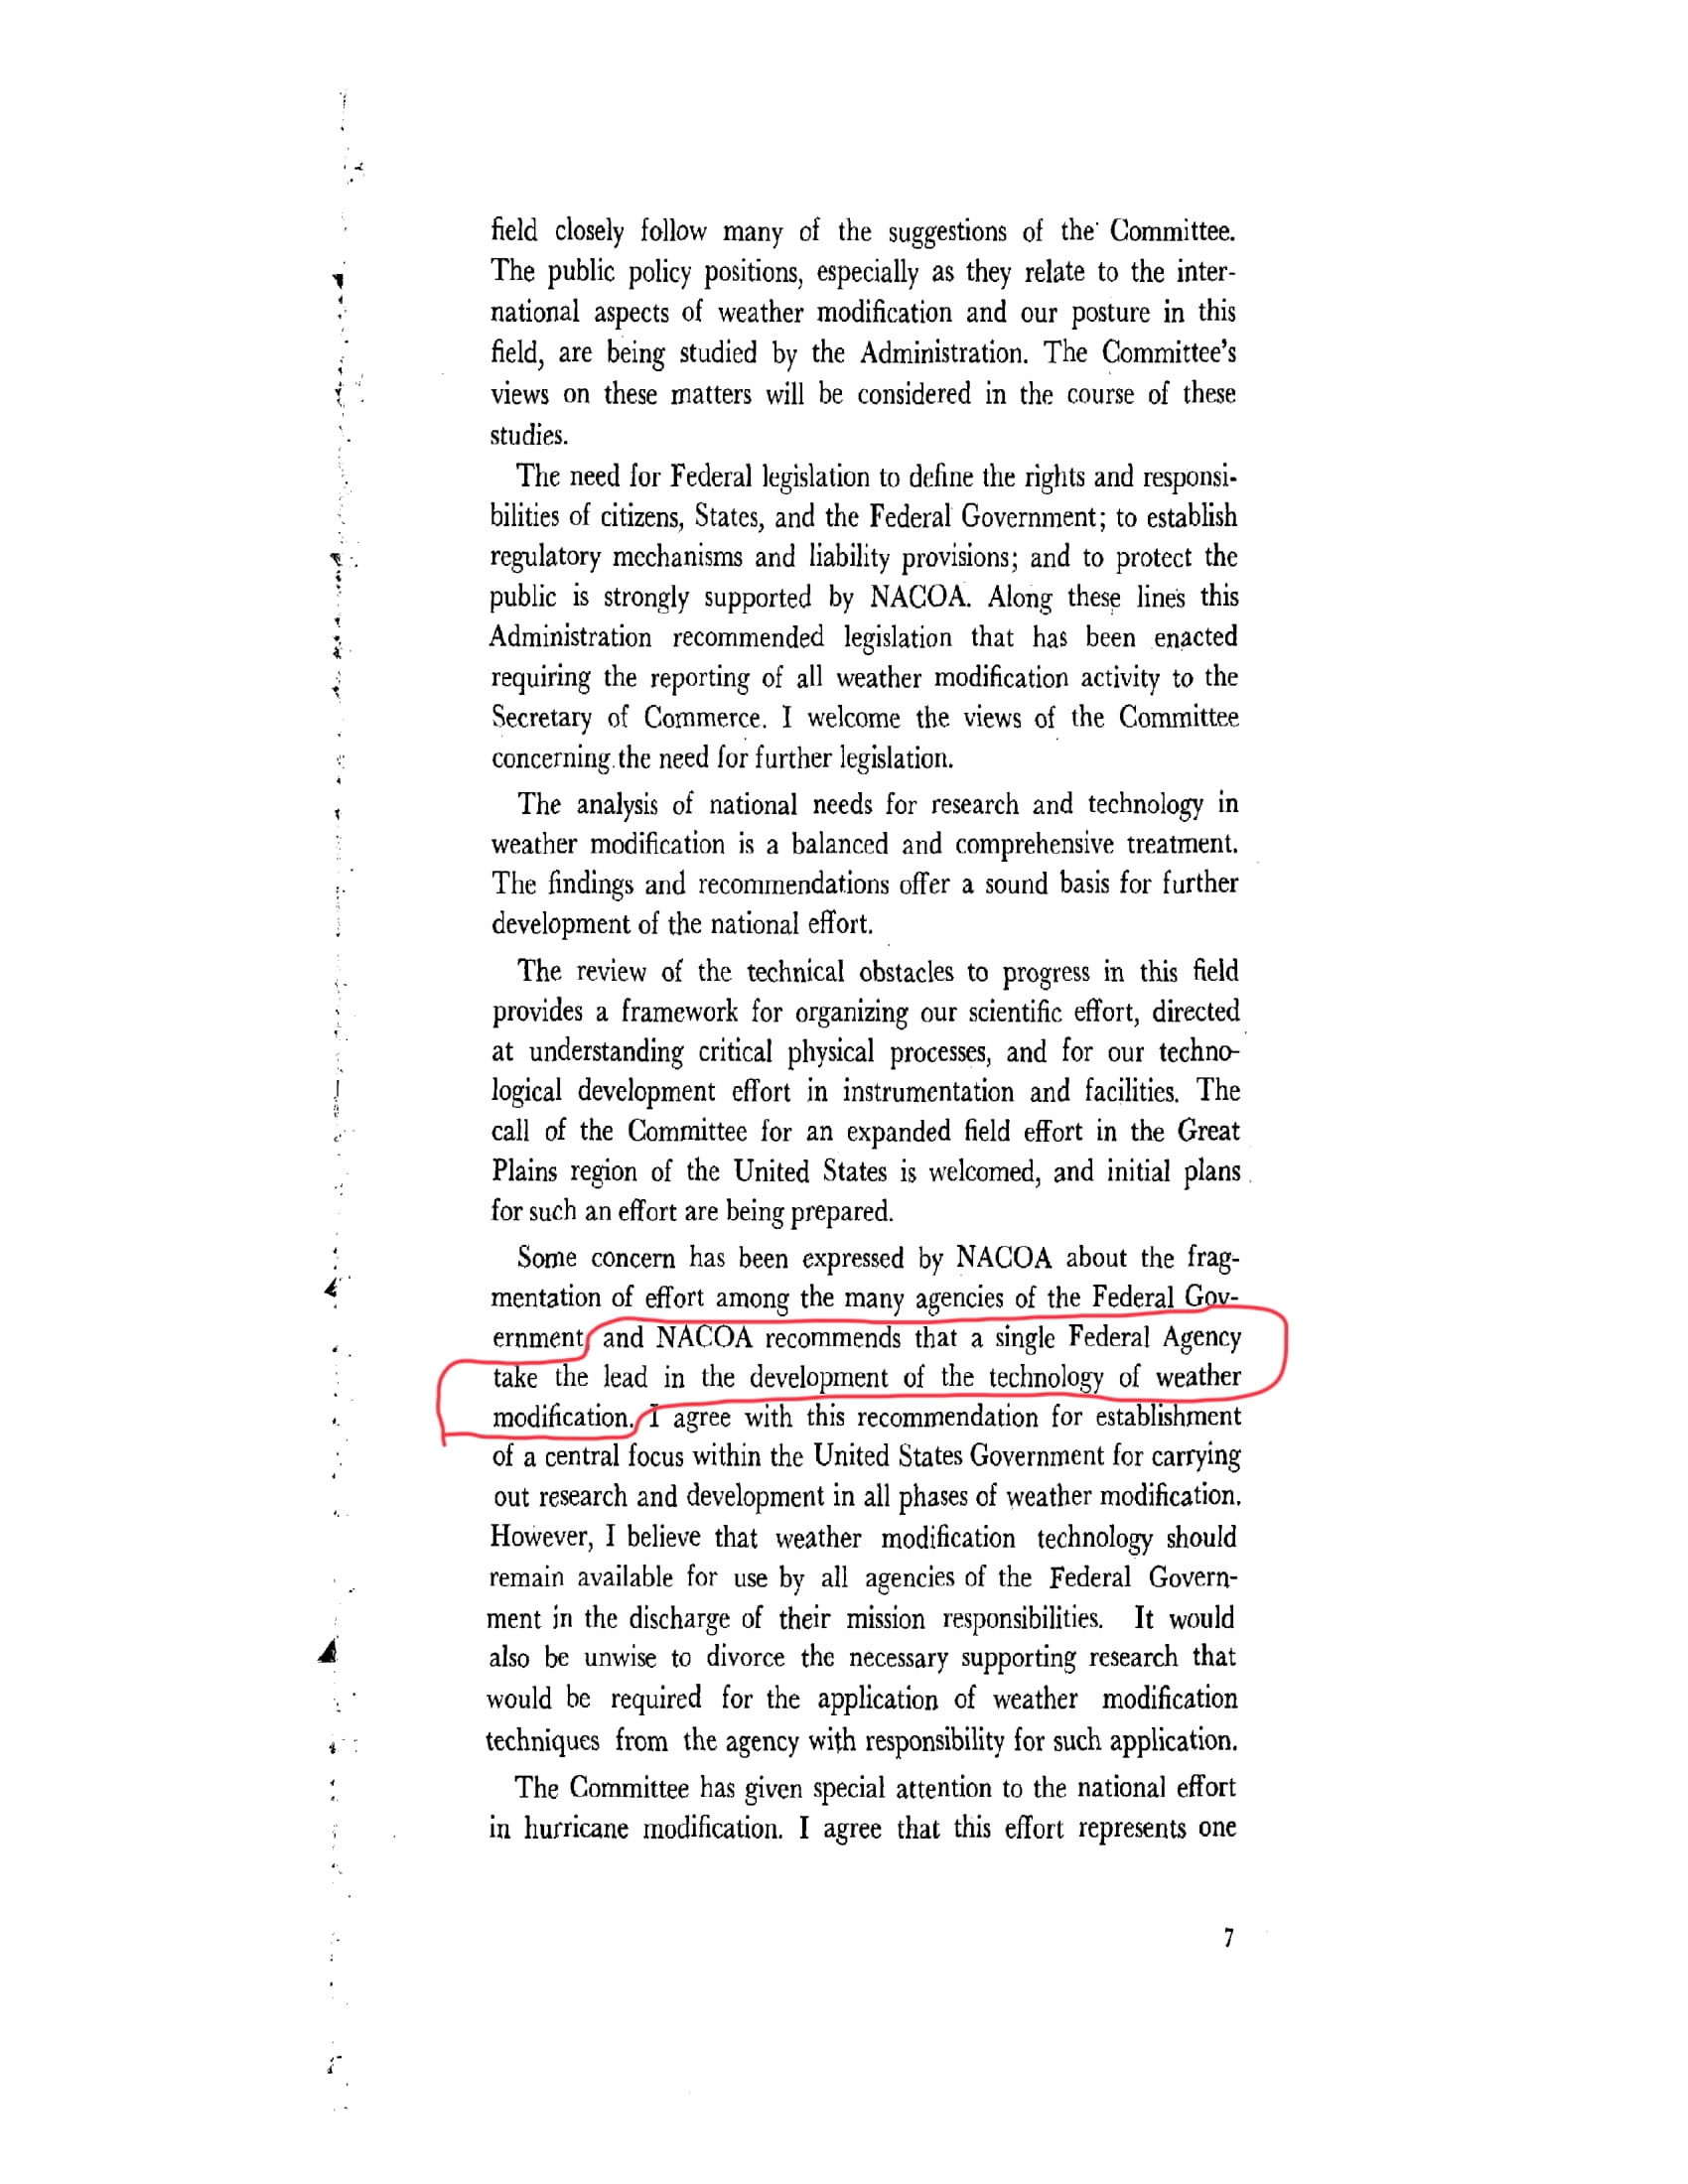 field closely follow many of the suggestions of the Committee.
The public policy positions, especially as they relate to the inter-
national aspects of weather modification and our posture in this
field, are being studied by the Administration. The Committee's
views on these matters will be considered in the course of these
studies.
The need for Federal legislation to define the rights and responsi-
bilities of citizens, States, and the Federal Government; to establish
regulatory mechanisms and liability provisions; and to protect the
public is strongly supported by NACOA. Along these lines this
Administration recommended legislation that has been enacted
requiring the reporting of all weather modification activity to the
Secretary of Commerce. I welcome the views of the Committee
concerning the need for further legislation.
The analysis of national needs for research and technology in
weather modification is a balanced and comprehensive treatment.
The findings and recommendations offer a sound basis for further
development of the national effort.
The review of the technical obstacles to progress in this field
provides a framework for organizing our scientific effort, directed
at understanding critical physical processes, and for our techno-
logical development effort in instrumentation and facilities. The
call of the Committee for an expanded field effort in the Great
Plains region of the United States is welcomed, and initial plans
for such an effort are being prepared.
Some concern has been expressed by NACOA about the frag-
mentation of effort among the many agencies of the Federal Gov-
ernment and NACOA recommends that a single Federal Agency
take the lead in the development of the technology of weather
modification. I agree with this recommendation for establishment
of a central focus within the United States Government for carrying
out research and development in all phases of weather modification.
However, I believe that weather modification technology should
remain available for use by all agencies of the Federal Govern-
ment in the discharge of their mission responsibilities. It would
also be unwise to divorce the necessary supporting research that
would be required for the application of weather modification
techniques from the agency with responsibility for such application.
The Committee has given special attention to the national effort
in hurricane modification. I agree that this effort represents one
7